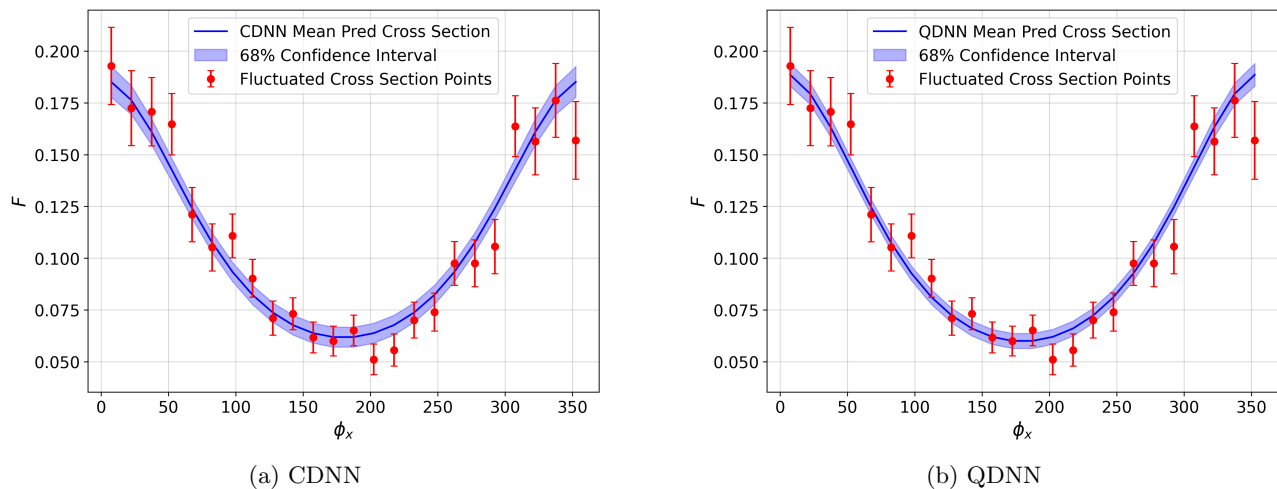 CDNN Mean Pred Cross Section
68% Confidence Interval
Fluctuated Cross Section Points
0.200
0.175
0.150
0.125
0.100
0.075
0.050
F
0 50 100 150 200 250 300 350
ϕx
(a) CDNN
QDNN Mean Pred Cross Section
68% Confidence Interval
Fluctuated Cross Section Points
0.200
0.175
0.150
0.125
0.100
0.075
0.050
F
0 50 100 150 200 250 300 350
ϕx
(b) QDNN